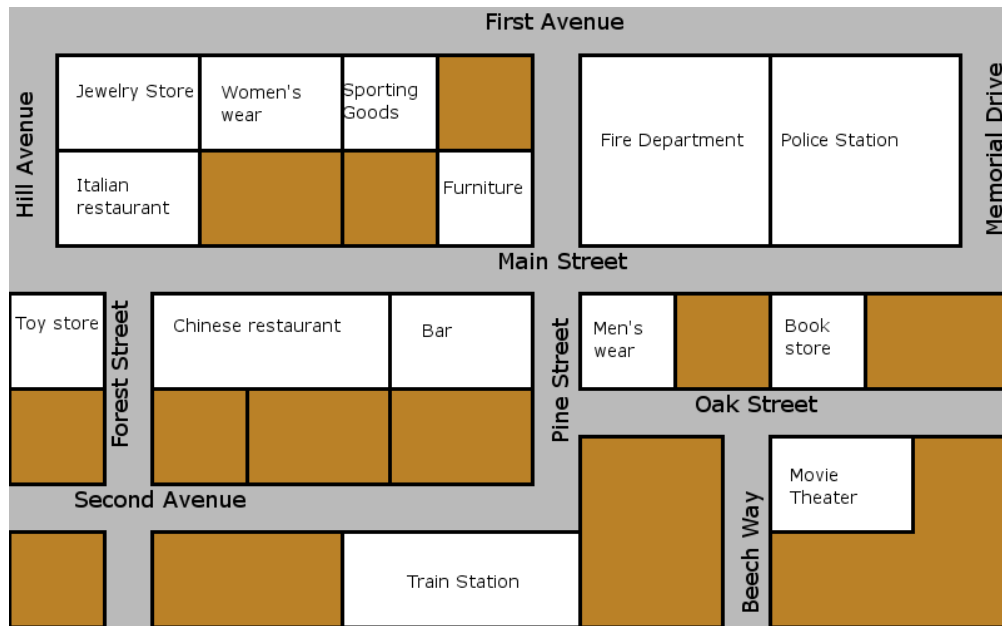 First Avenue
Hill Avenue
Jewelry Store
Women's
wear
Sporting
Goods
Fire Department
Police Station
Memorial Drive
Italian
restaurant
Furniture
Main Street
Toy store
Forest Street
Chinese restaurant
Bar
Pine Street
Men's
wear
Book
store
Oak Street
Second Avenue
Beech Way
Movie
Theater
Train Station